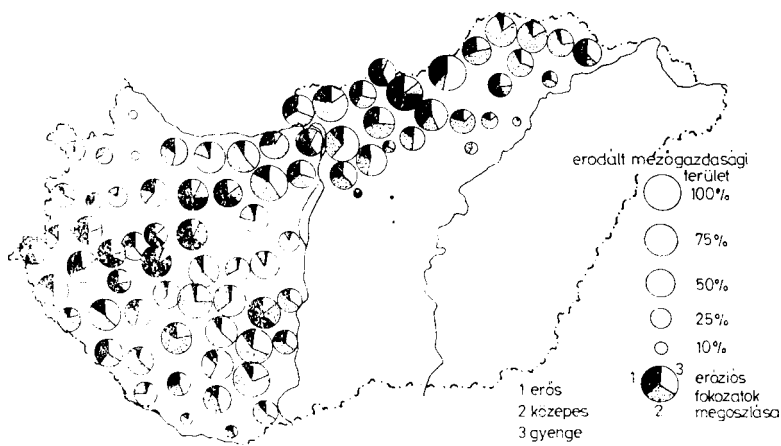 erodált mezőgazdasági
terület
100%
75%
50%
25%
10%
1 3
2
eróziós
fokozatok
megoszlása
1 erős
2 közepes
3 gyenge